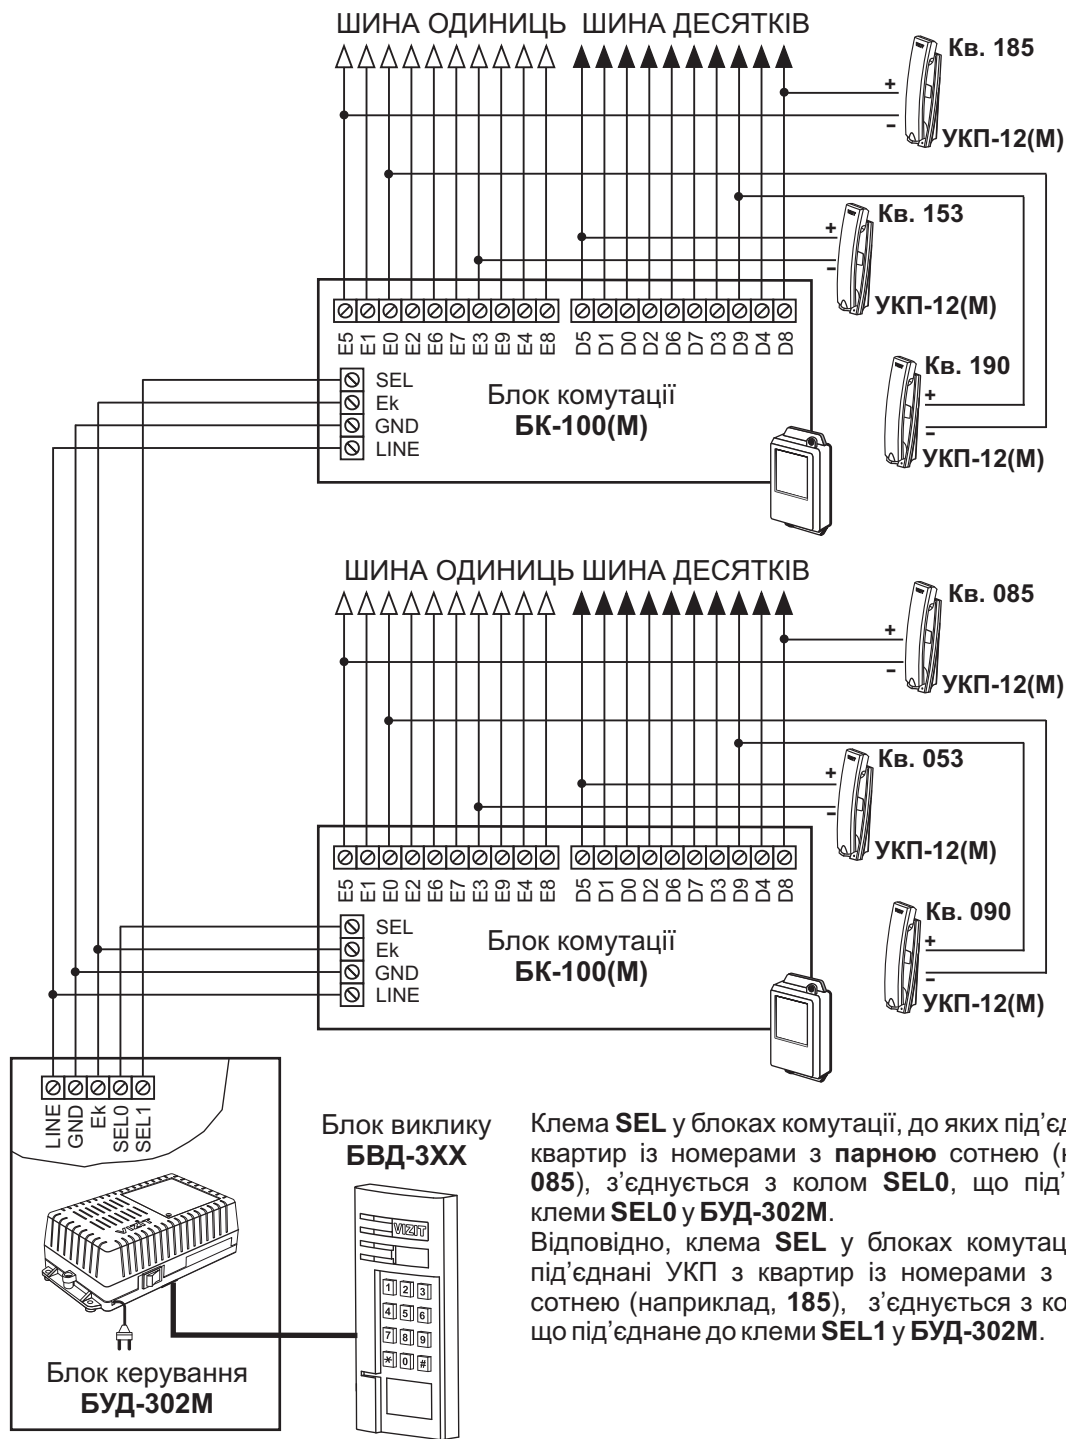 ШИНА ОДИНИЦЬ ШИНА ДЕСЯТКІВ
Кв. 185
+
–
УКП-12(М)
Кв. 153
+
–
УКП-12(М)
Кв. 190
+
–
УКП-12(М)
E5 E1 E0 E2 E6 E7 E3 E9 E4 E8 D5 D1 D0 D2 D6 D7 D3 D9 D4 D8
SEL
Ek
GND
LINE
Блок комутації
БК-100(М)
ШИНА ОДИНИЦЬ ШИНА ДЕСЯТКІВ
Кв. 085
+
–
УКП-12(М)
Кв. 053
+
–
УКП-12(М)
Кв. 090
+
–
УКП-12(М)
E5 E1 E0 E2 E6 E7 E3 E9 E4 E8 D5 D1 D0 D2 D6 D7 D3 D9 D4 D8
SEL
Ek
GND
LINE
Блок комутації
БК-100(М)
LINE GND Ek SEL0 SEL1
VIZIT
Блок керування
БУД-302М
Блок виклику
БВД-3ХХ
VIZIT
1 2 3
4 5 6
7 8 9
* 0 #
Клема SEL у блоках комутації, до яких під’єд
квартир із номерами з парною сотнею (н
085), з’єднується з колом SEL0, що під’
клеми SEL0 у БУД-302М.
Відповідно, клема SEL у блоках комутац
під’єднані УКП з квартир із номерами з
сотнею (наприклад, 185), з’єднується з ко
що під’єднане до клеми SEL1 у БУД-302М.